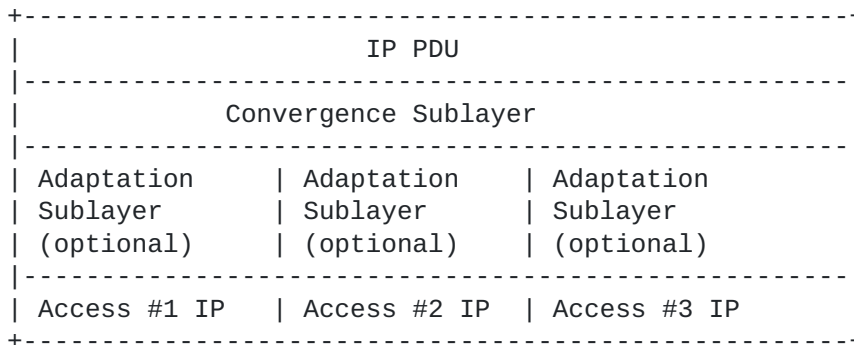 +-----------------------------------------------------+
|                  IP PDU
|------------------------------------------------------
|           Convergence Sublayer
|------------------------------------------------------
| Adaptation     | Adaptation    | Adaptation
| Sublayer       | Sublayer      | Sublayer
| (optional)     | (optional)    | (optional)
|------------------------------------------------------
| Access #1 IP   | Access #2 IP  | Access #3 IP
+-----------------------------------------------------+